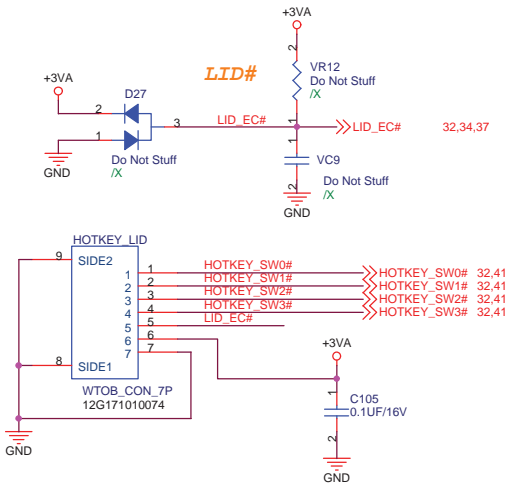 +3VA
2
LID#
VR12
Do Not Stuff
/X
+3VA
D27
2
3
LID_EC#
1
LID_EC#
32,34,37
1
1
GND
Do Not Stuff
/X
VC9
Do Not Stuff
/X
2
GND
HOTKEY_LID
9
SIDE2
1
1
HOTKEY_SW0#
HOTKEY_SW0#
32,41
2
2
HOTKEY_SW1#
HOTKEY_SW1#
32,41
3
3
HOTKEY_SW2#
HOTKEY_SW2#
32,41
4
4
HOTKEY_SW3#
HOTKEY_SW3#
32,41
5
5
LID_EC#
6
6
7
7
+3VA
8
SIDE1
WTOB_CON_7P
12G171010074
1
C105
0.1UF/16V
2
GND
GND